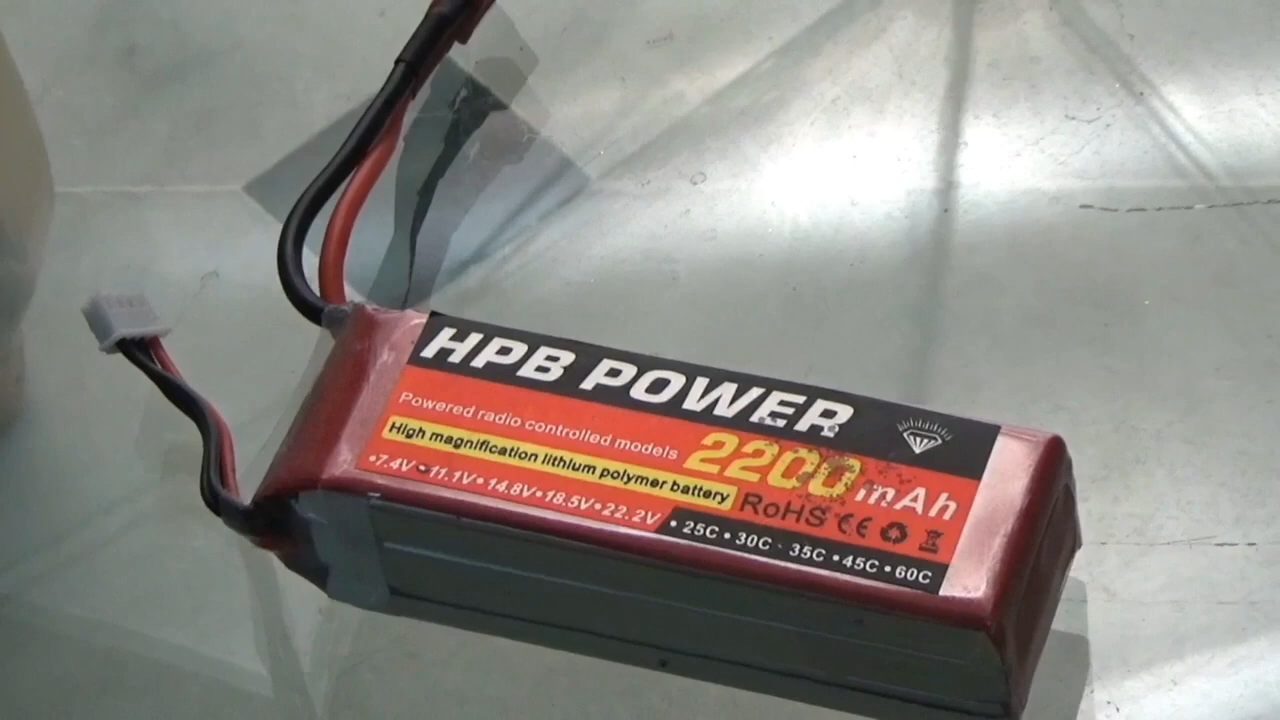 HPB POWER
Powered radio controlled models
2200mAh
High magnification lithium polymer battery
RoHS CE
•7.4V•11.1V•14.8V•18.5V•22.2V
•25C•30C•35C•45C•60C